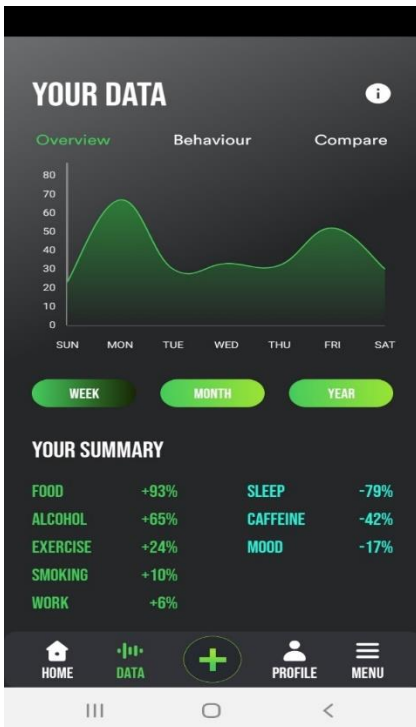 YOUR DATA
i
Overview Behaviour Compare
80
70
60
50
40
30
20
10
0
SUN MON TUE WED THU FRI SAT
WEEK MONTH YEAR
YOUR SUMMARY
FOOD +93% SLEEP -79%
ALCOHOL +65% CAFFEINE -42%
EXERCISE +24% MOOD -17%
SMOKING +10%
WORK +6%
HOME DATA PROFILE MENU